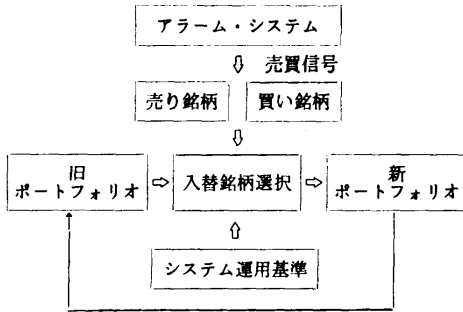 アラーム・システム
売買信号
売り銘柄 買い銘柄
旧
ポートフォリオ
入替銘柄選択
新
ポートフォリオ
システム運用基準